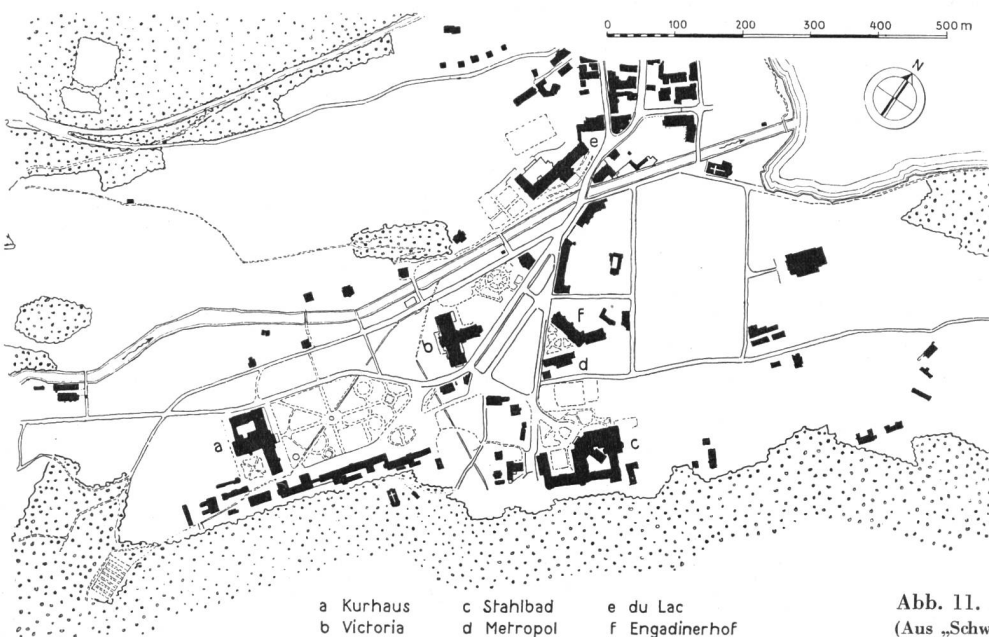 0 100 200 300 400 500 m
N
e
f
b
d
a
c
a Kurhaus c Stahlbad e du Lac
b Victoria d Metropol f Engadinerhof
Abb. 11.
(Aus „Schw